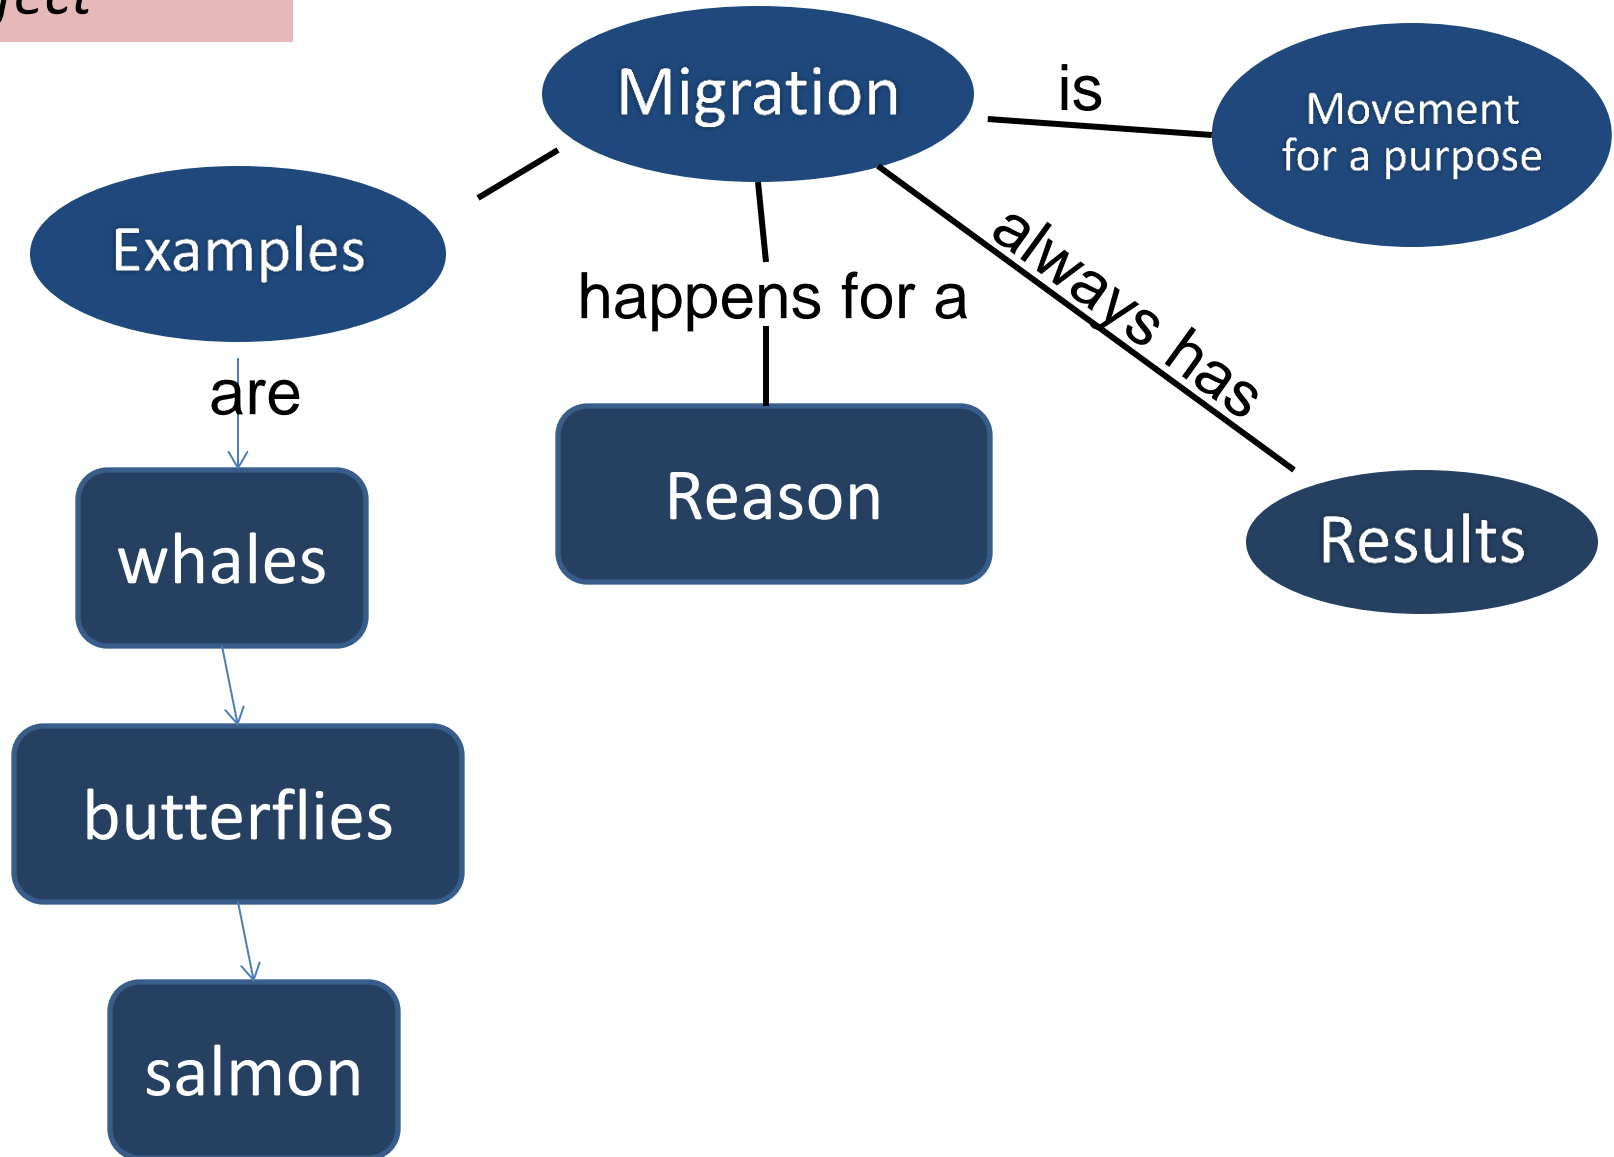 Migration
is
Movement
for a purpose
Examples
happens for a
always has
are
Reason
Results
whales
butterflies
salmon